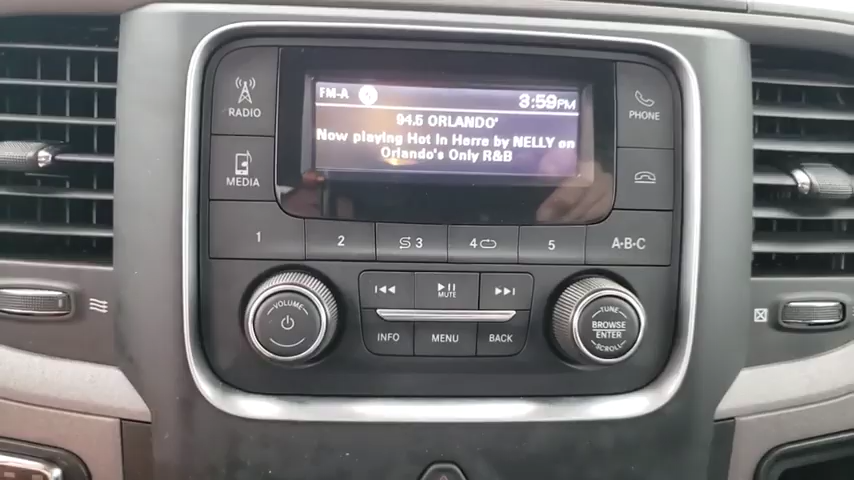 RADIO
MEDIA
FM-A
3:59PM
94.5 ORLANDO'
Now playing Hot In Herre by NELLY on
Orlando's Only R&B
PHONE
1
2
3
4
5
A-B-C
VOLUME
MUTE
INFO
MENU
BACK
TUNE
BROWSE
ENTER
SCROLL